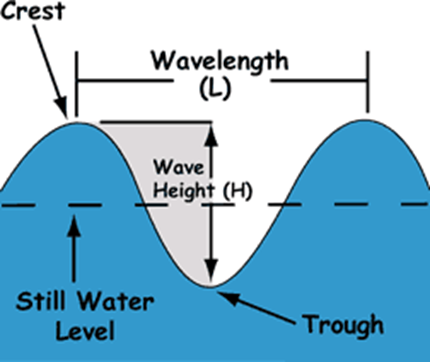 Crest
Wavelength
(L)
Wave
Height (H)
Still Water
Level
Trough